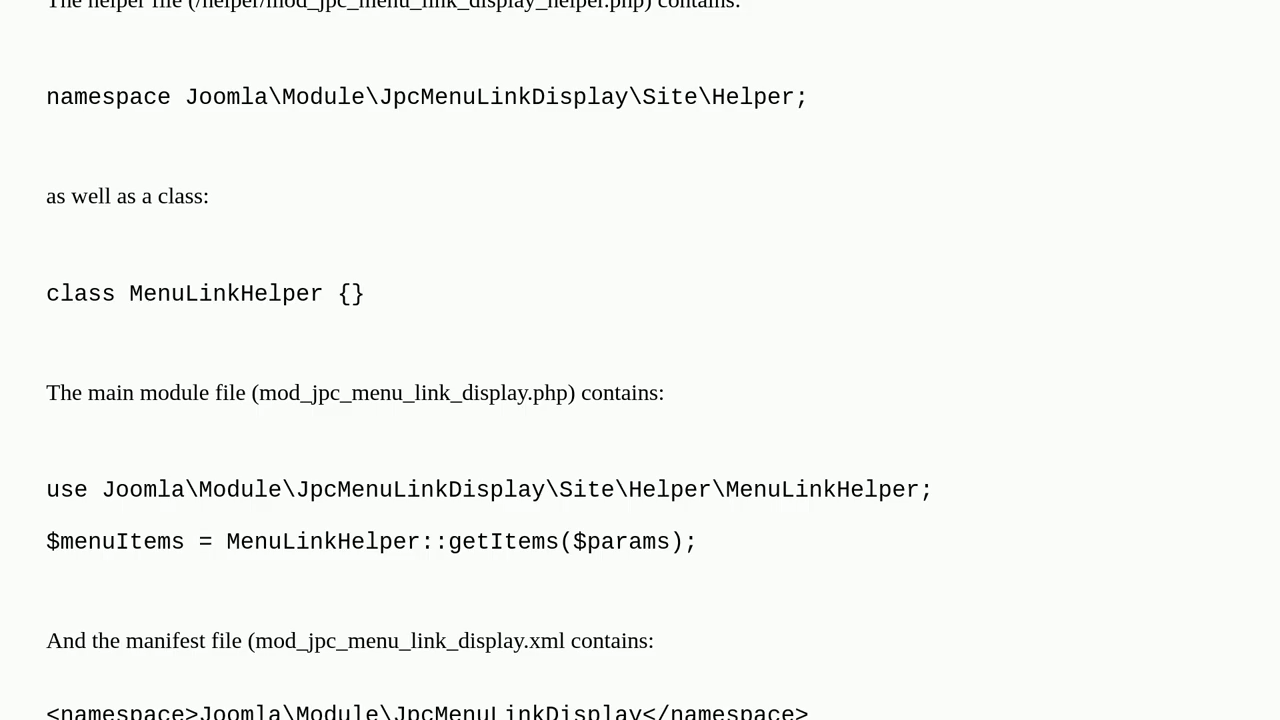 The helper file (/helper/mod_jpc_menu_link_display_helper.php) contains:
namespace Joomla\Module\JpcMenuLinkDisplay\Site\Helper;
as well as a class:
class MenuLinkHelper {}
The main module file (mod_jpc_menu_link_display.php) contains:
use Joomla\Module\JpcMenuLinkDisplay\Site\Helper\MenuLinkHelper;
$menuItems = MenuLinkHelper::getItems($params);
And the manifest file (mod_jpc_menu_link_display.xml contains:
<namespace>Joomla\Module\JpcMenuLinkDisplay</namespace>